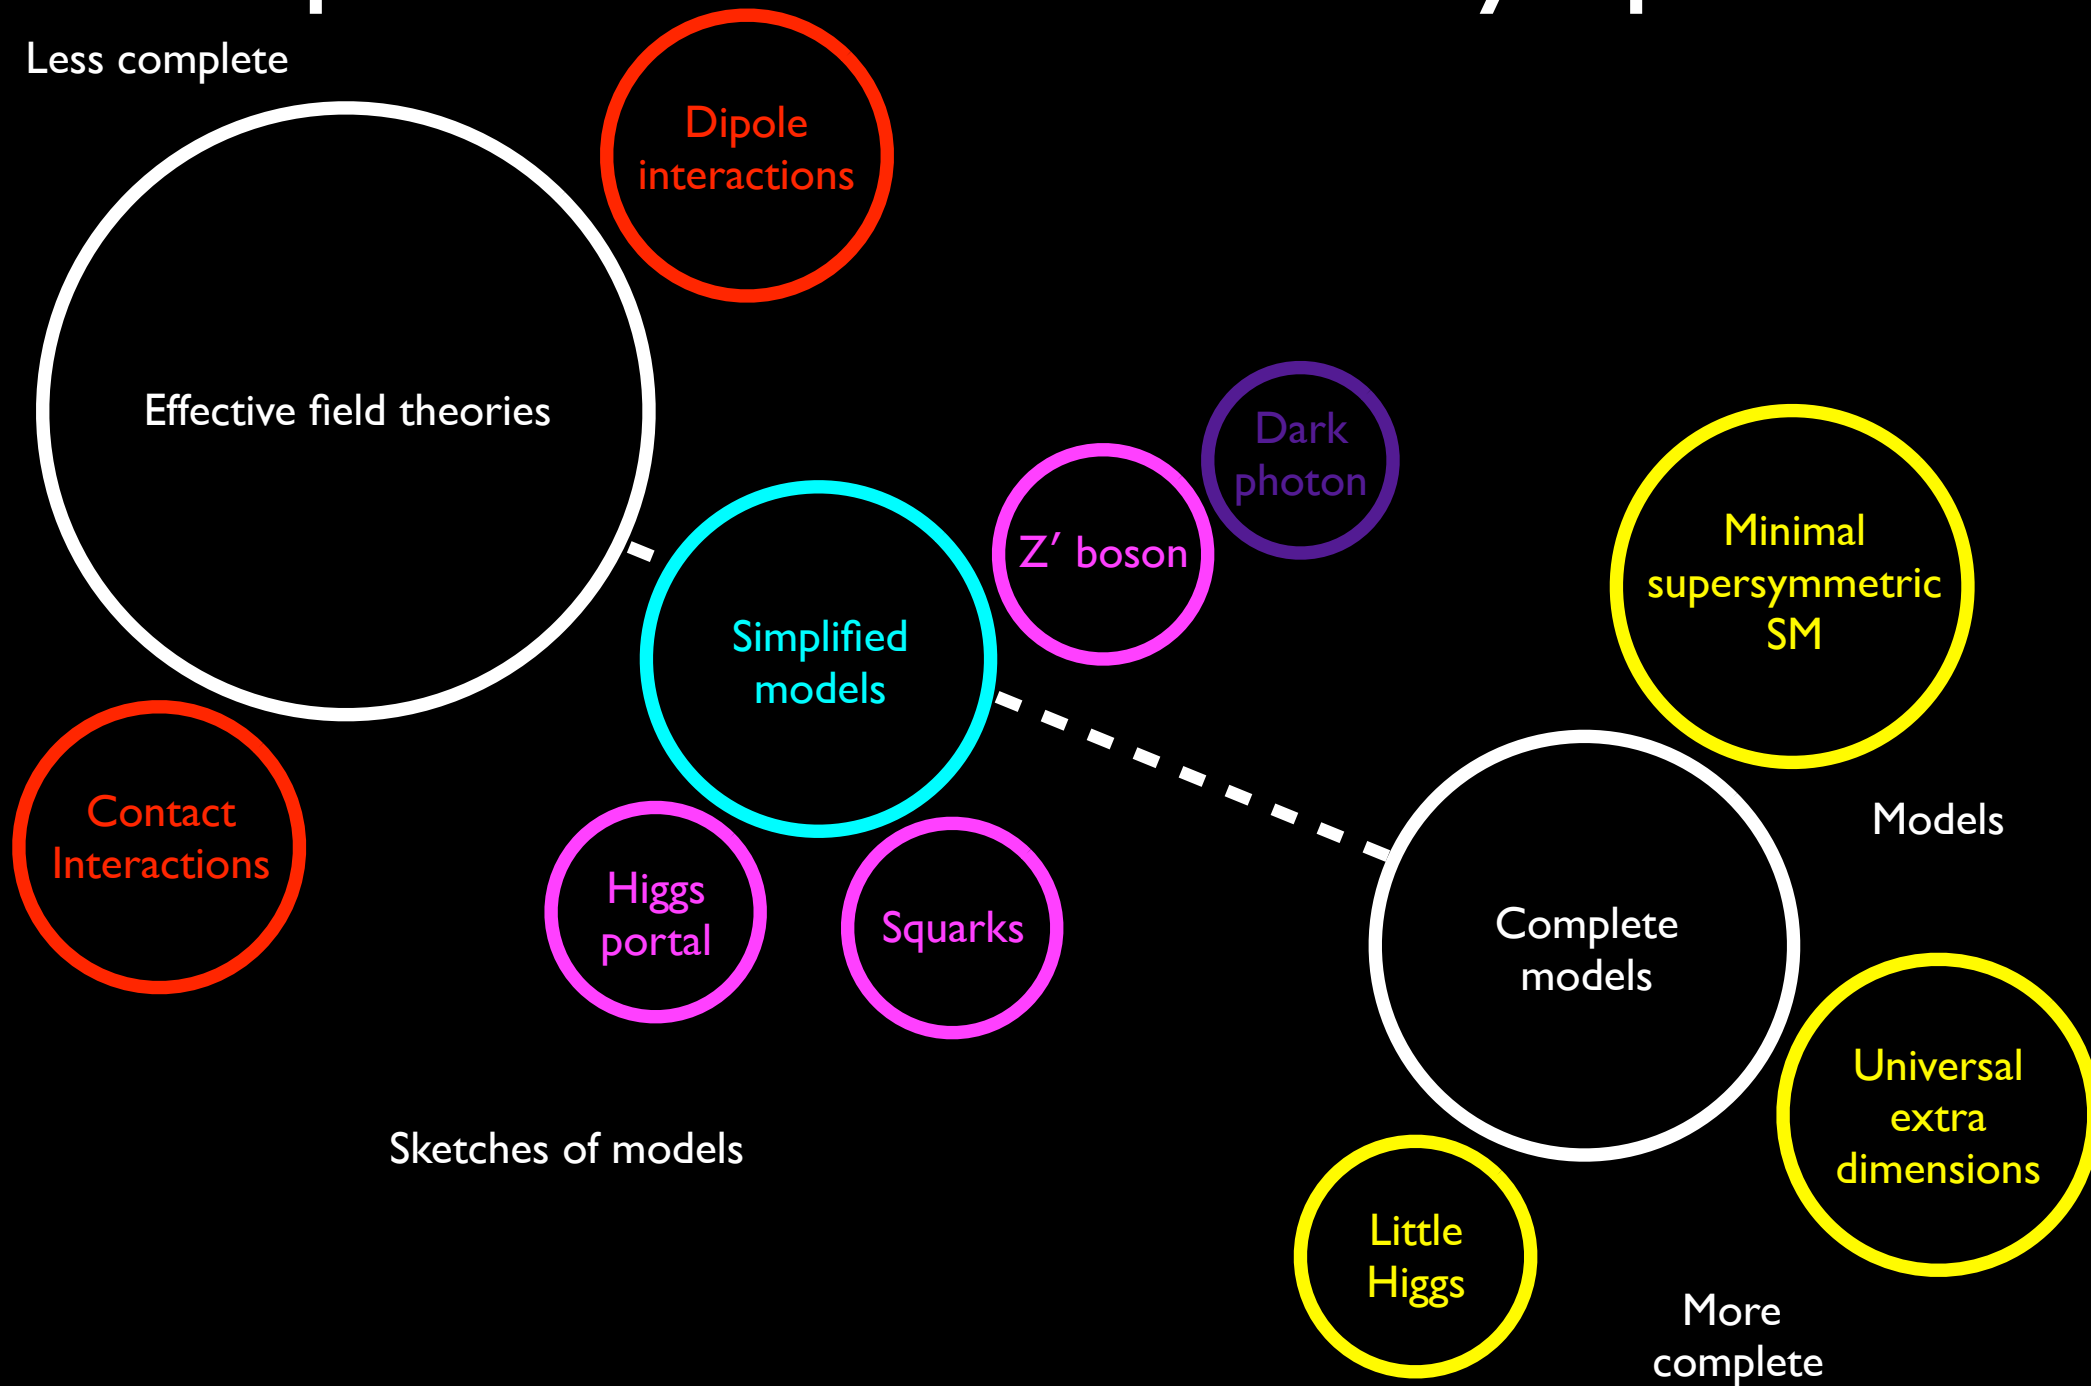 Less complete
Dipole
interactions
Effective field theories
Dark
photon
Z′ boson
Minimal
supersymmetric
SM
Simplified
models
Contact
Interactions
Higgs
portal
Squarks
Models
Complete
models
Universal
extra
dimensions
Sketches of models
Little
Higgs
More
complete